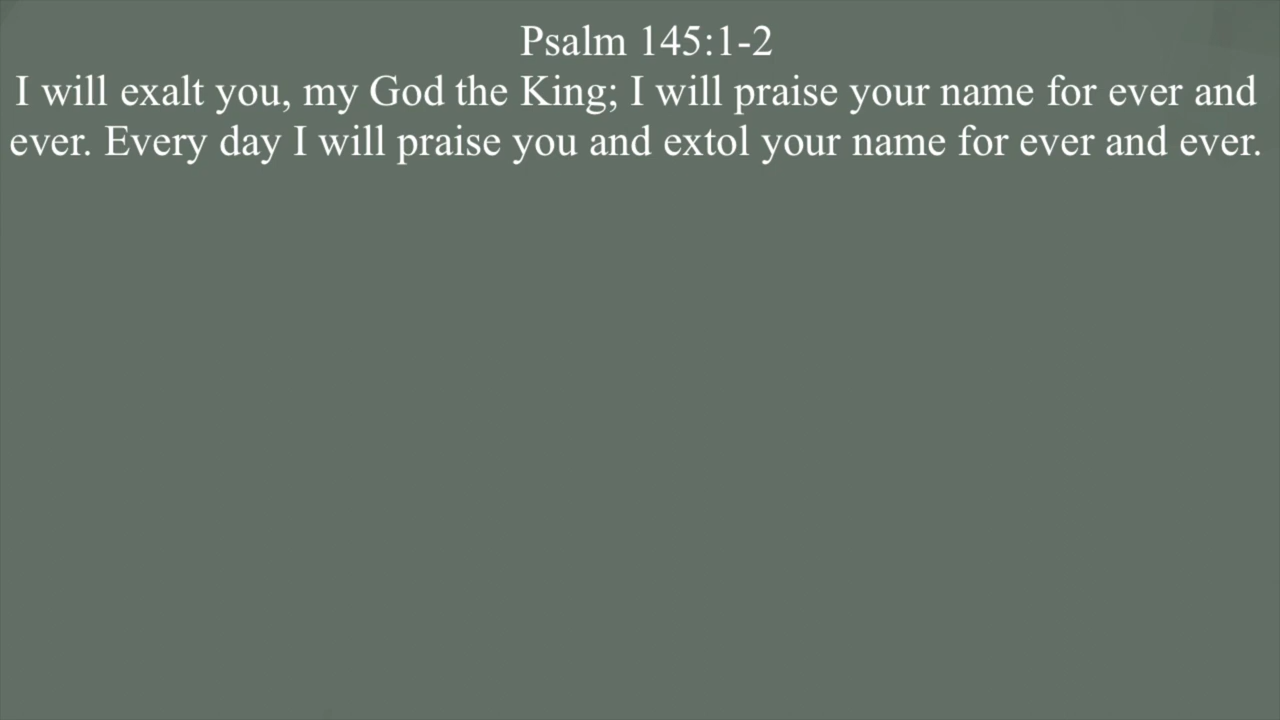 Psalm 145:1-2
I will exalt you, my God the King; I will praise your name for ever and
ever. Every day I will praise you and extol your name for ever and ever.